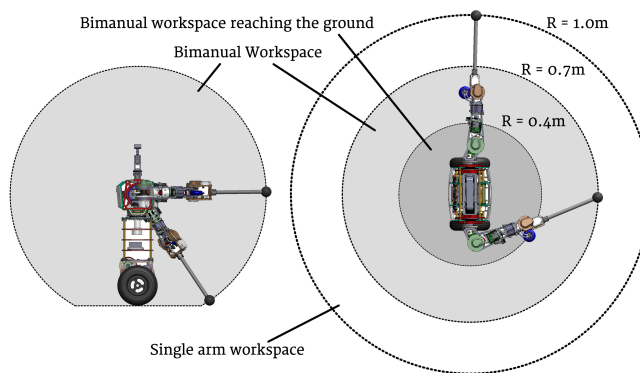 Bimanual workspace reaching the ground
Bimanual Workspace
R = 1.0m
R = 0.7m
R = 0.4m
Single arm workspace